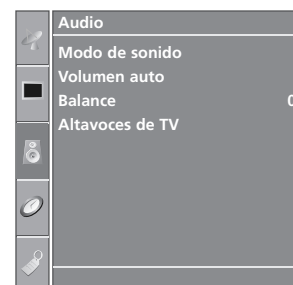 Audio
Modo de sonido
Volumen auto
Balance 0
Altavoces de TV